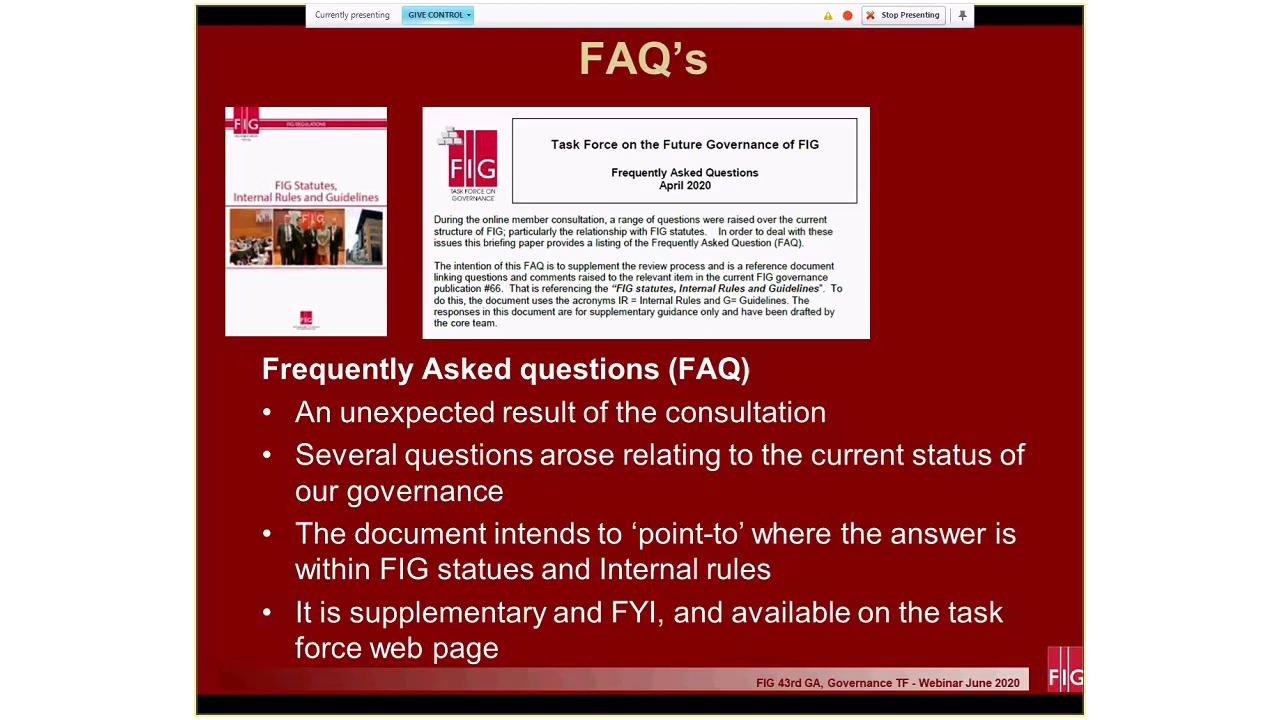 Currently presenting GIVE CONTROL Stop Presenting
FAQ's
FIG
FIG REGULATIONS
FIG Statutes,
Internal Rules and Guidelines
FIG
FIG
TASK FORCE ON
GOVERNANCE
Task Force on the Future Governance of FIG
Frequently Asked Questions
April 2020
During the online member consultation, a range of questions were raised over the current
structure of FIG; particularly the relationship with FIG statutes. In order to deal with these
issues this briefing paper provides a listing of the Frequently Asked Question (FAQ).
The intention of this FAQ is to supplement the review process and is a reference document
linking questions and comments raised to the relevant item in the current FIG governance
publication #66. That is referencing the "FIG statutes, Internal Rules and Guidelines". To
do this, the document uses the acronyms IR = Internal Rules and G= Guidelines. The
responses in this document are for supplementary guidance only and have been drafted by
the core team.
Frequently Asked questions (FAQ)
• An unexpected result of the consultation
• Several questions arose relating to the current status of
our governance
• The document intends to ‘point-to’ where the answer is
within FIG statues and Internal rules
• It is supplementary and FYI, and available on the task
force web page
FIG 43rd GA, Governance TF - Webinar June 2020
FIG